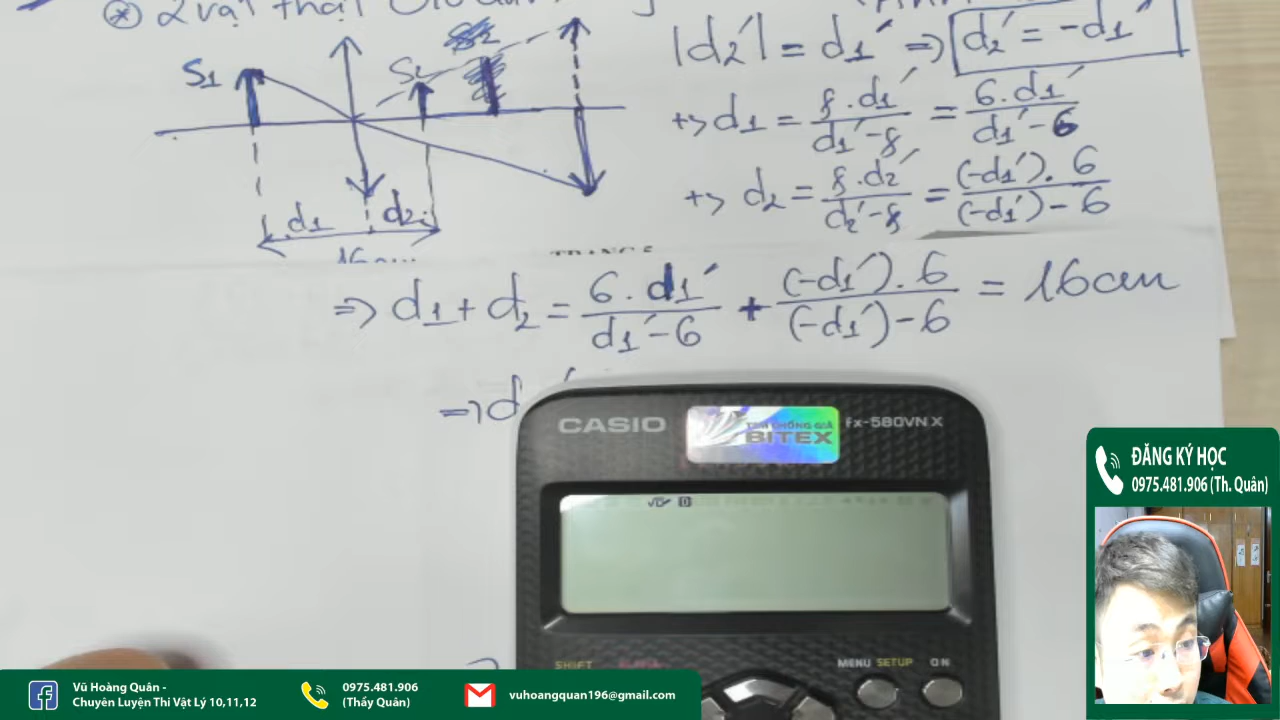 ⊛ 2 vật thật
|d2'| = d1' => d2' = -d1'
S1
S2
+> d1 = f.d1' / d1'-f = 6.d1' / d1'-6
+> d2 = f.d2' / d2'-f = (-d1').6 / (-d1')-6
d1
d2
16cm
TRANG 5
=> d1 + d2 = 6.d1' / d1'-6 + (-d1').6 / (-d1')-6 = 16cm
=> d
CASIO
BITEX
fx-580VN X
√D
SHIFT
ALPHA
MENU SETUP ON
ĐĂNG KÝ HỌC
0975.481.906 (Th. Quân)
Vũ Hoàng Quân -
Chuyên Luyện Thi Vật Lý 10,11,12
0975.481.906
(Thầy Quân)
vuhoangquan196@gmail.com